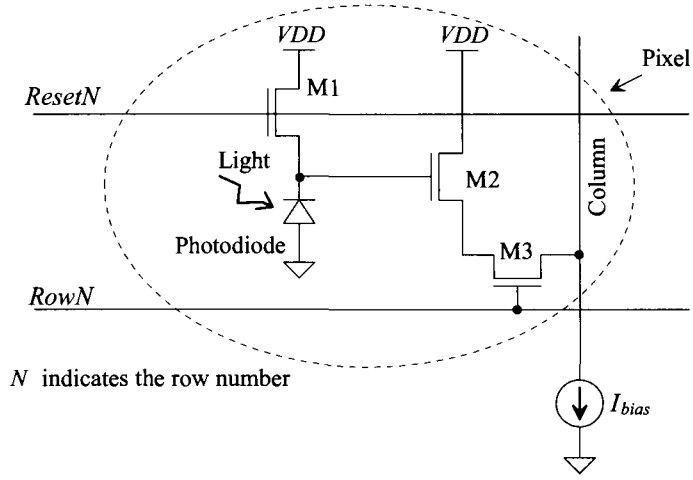 VDD
VDD
Pixel
M1
ResetN
Light
M2
Column
Photodiode
M3
RowN
N indicates the row number
Ibias